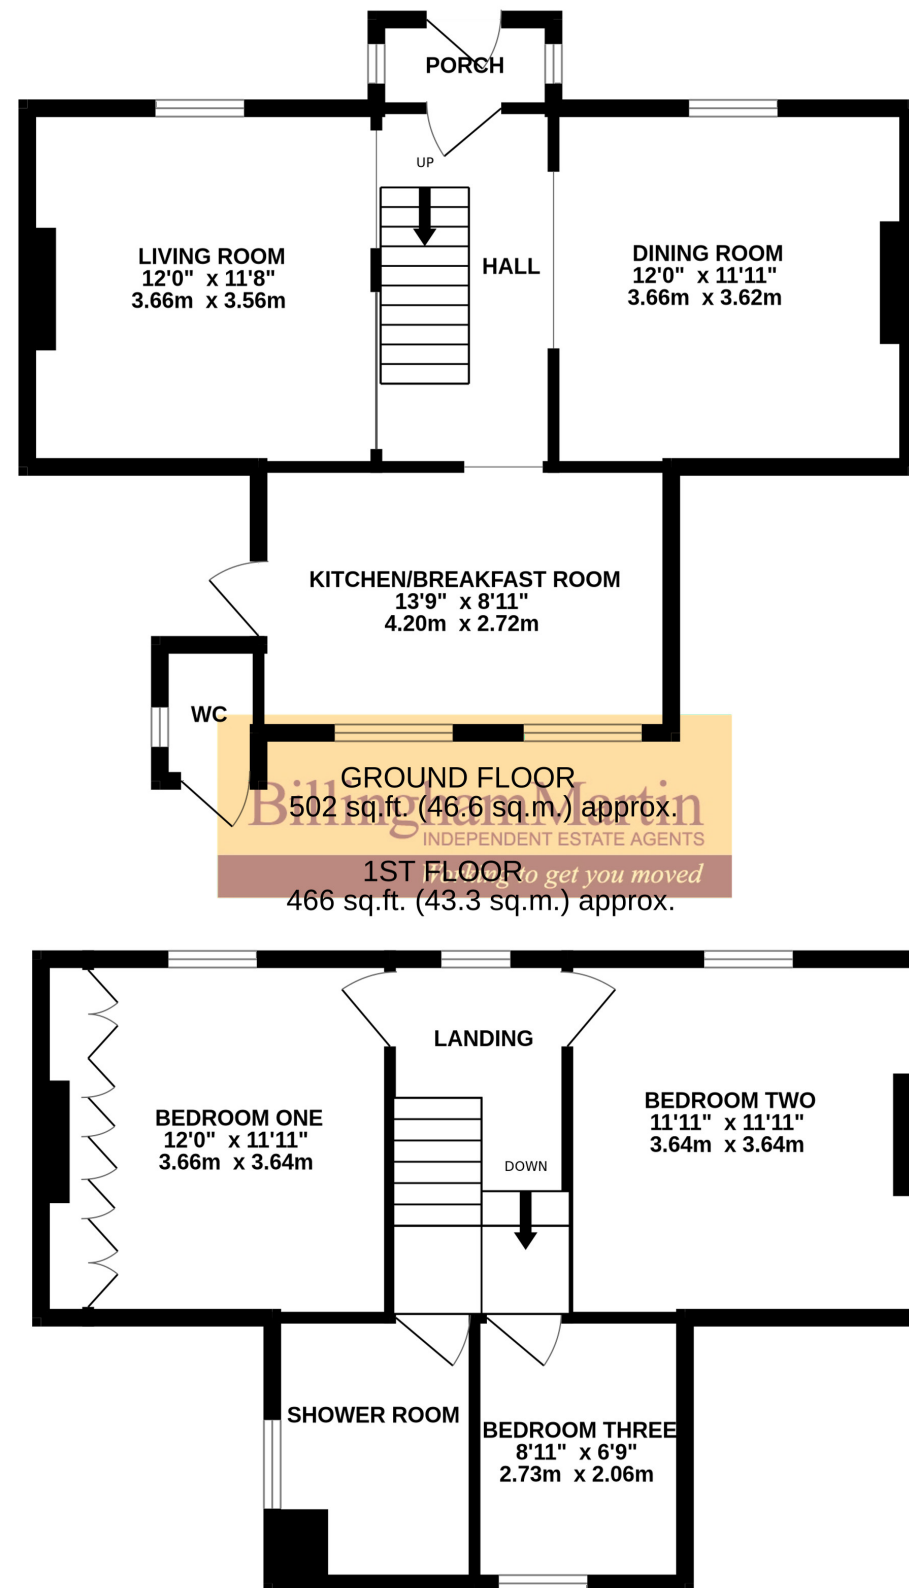 PORCH
UP
LIVING ROOM
12'0" x 11'8"
3.66m x 3.56m
HALL
DINING ROOM
12'0" x 11'11"
3.66m x 3.62m
KITCHEN/BREAKFAST ROOM
13'9" x 8'11"
4.20m x 2.72m
WC
GROUND FLOOR
502 sq.ft. (46.6 sq.m.) approx.
BillinghamMartin
INDEPENDENT ESTATE AGENTS
Working to get you moved
1ST FLOOR
466 sq.ft. (43.3 sq.m.) approx.
LANDING
BEDROOM ONE
12'0" x 11'11"
3.66m x 3.64m
BEDROOM TWO
11'11" x 11'11"
3.64m x 3.64m
DOWN
SHOWER ROOM
BEDROOM THREE
8'11" x 6'9"
2.73m x 2.06m